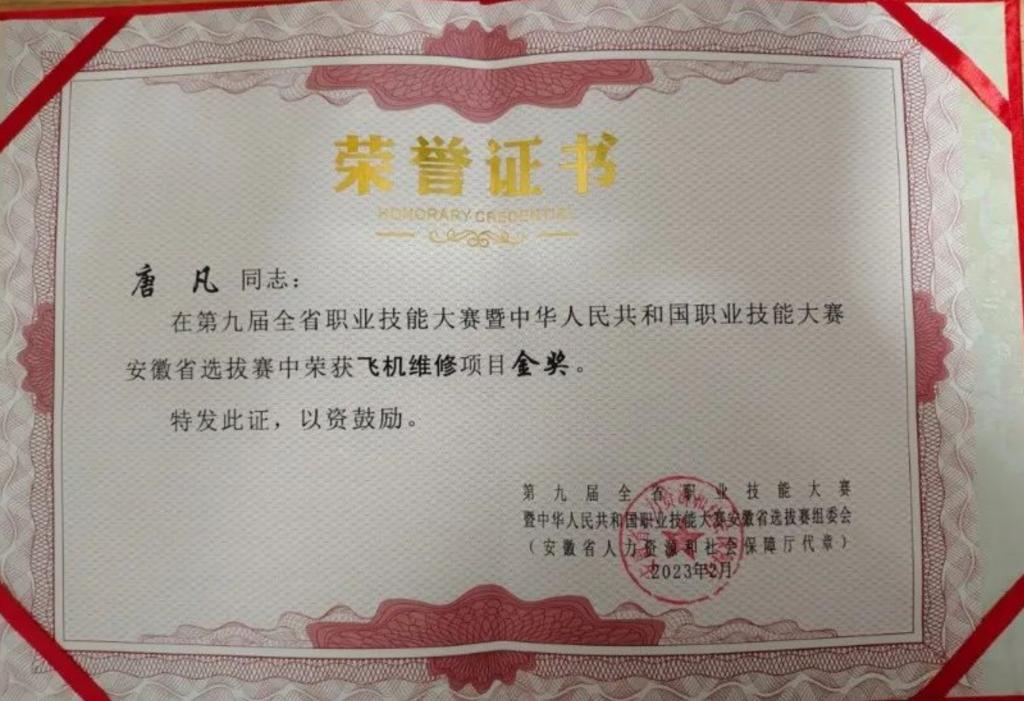 荣誉证书
HONORARY CREDENTIAL
唐 凡 同志：
在第九届全省职业技能大赛暨中华人民共和国职业技能大赛
安徽省选拔赛中荣获飞机维修项目金奖。
特发此证，以资鼓励。
第九届全省职业技能大赛
暨中华人民共和国职业技能大赛安徽省选拔赛组委会
（安徽省人力资源和社会保障厅代章）
2023年2月